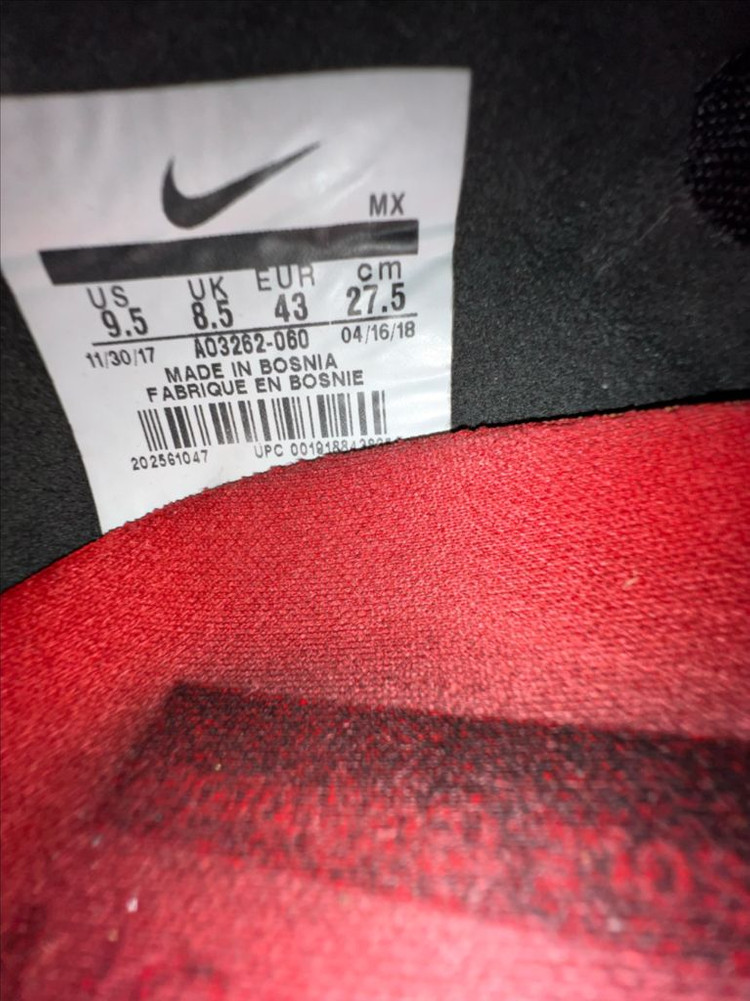 MX
US UK EUR cm
9.5 8.5 43 27.5
11/30/17 AO3262-060 04/16/18
MADE IN BOSNIA
FABRIQUE EN BOSNIE
202561047 UPC